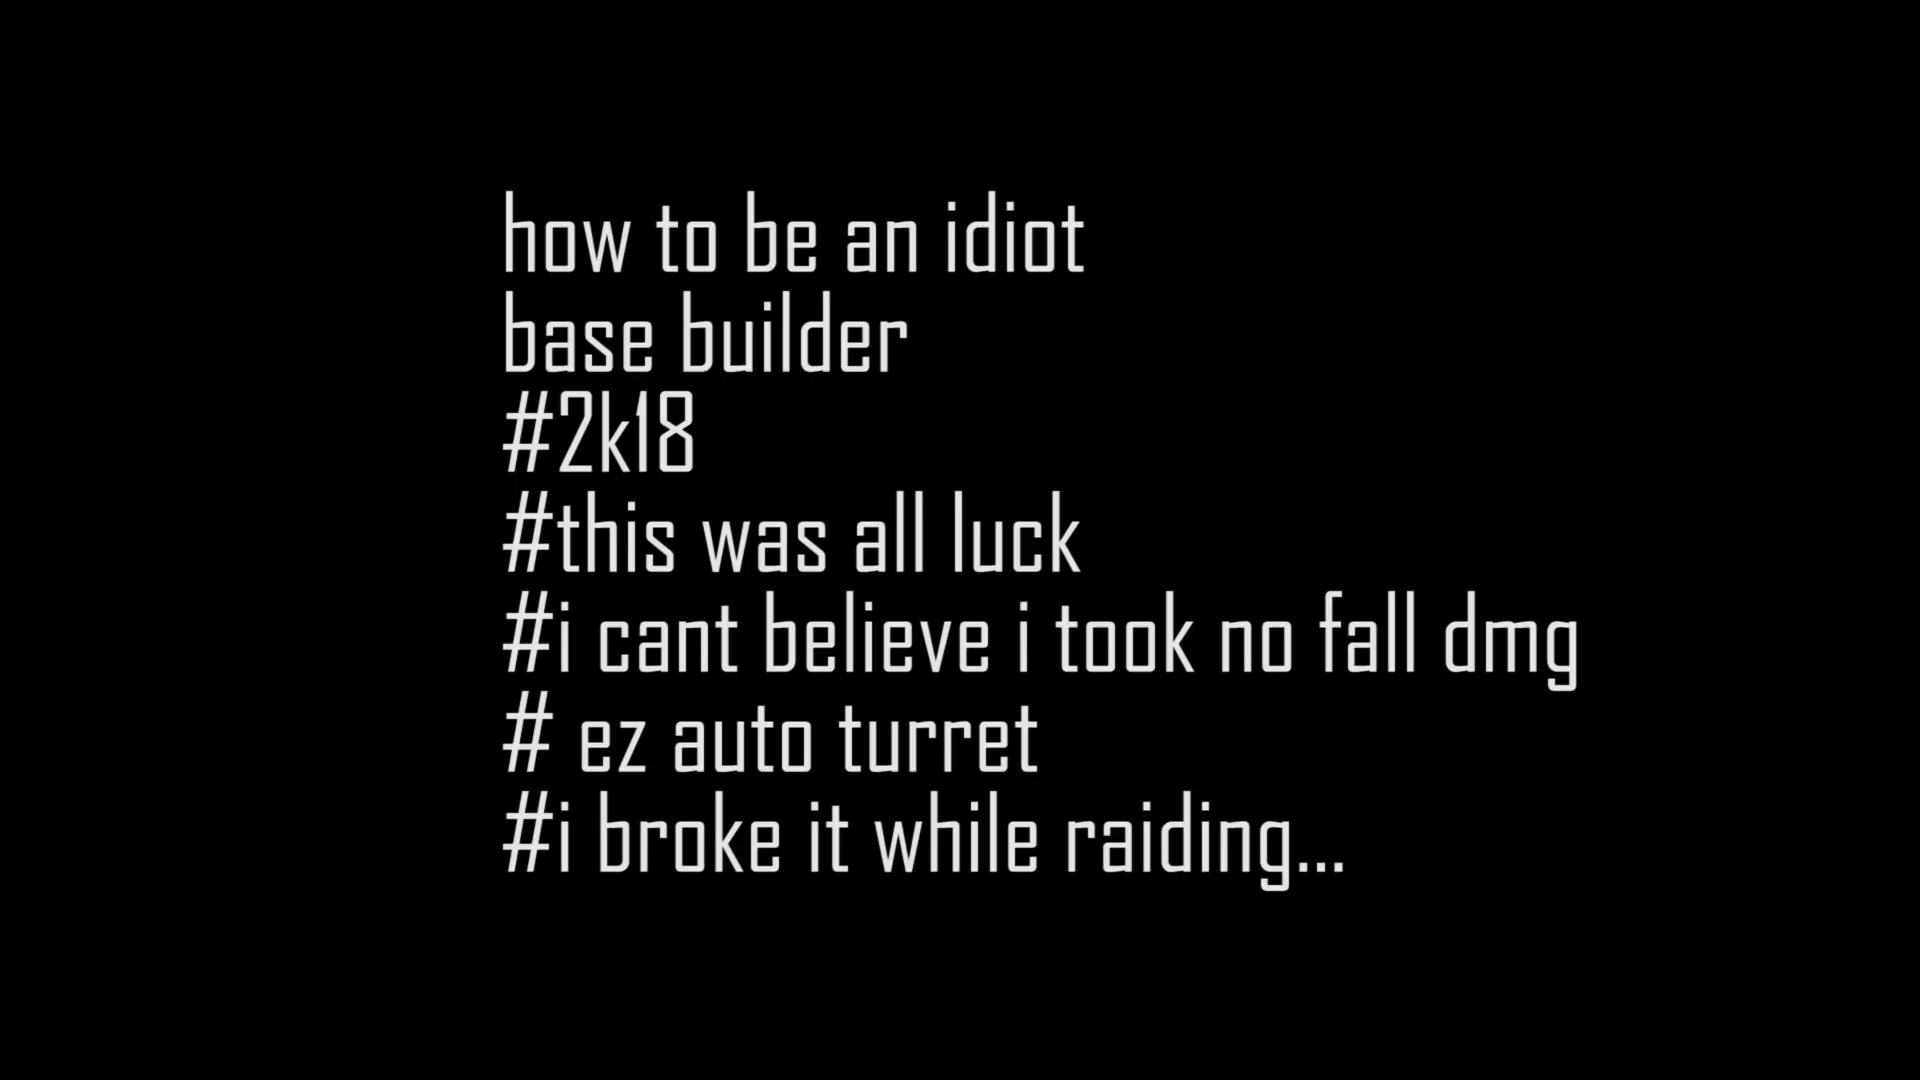 how to be an idiot
base builder
#2k18
#this was all luck
#i cant believe i took no fall dmg
# ez auto turret
#i broke it while raiding...